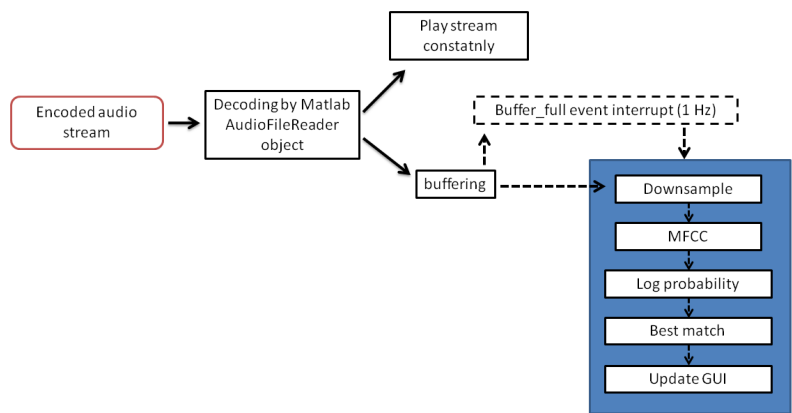 Play stream
constatnly
Encoded audio
stream
Decoding by Matlab
AudioFileReader
object
Buffer_full event interrupt (1 Hz)
buffering
Downsample
MFCC
Log probability
Best match
Update GUI